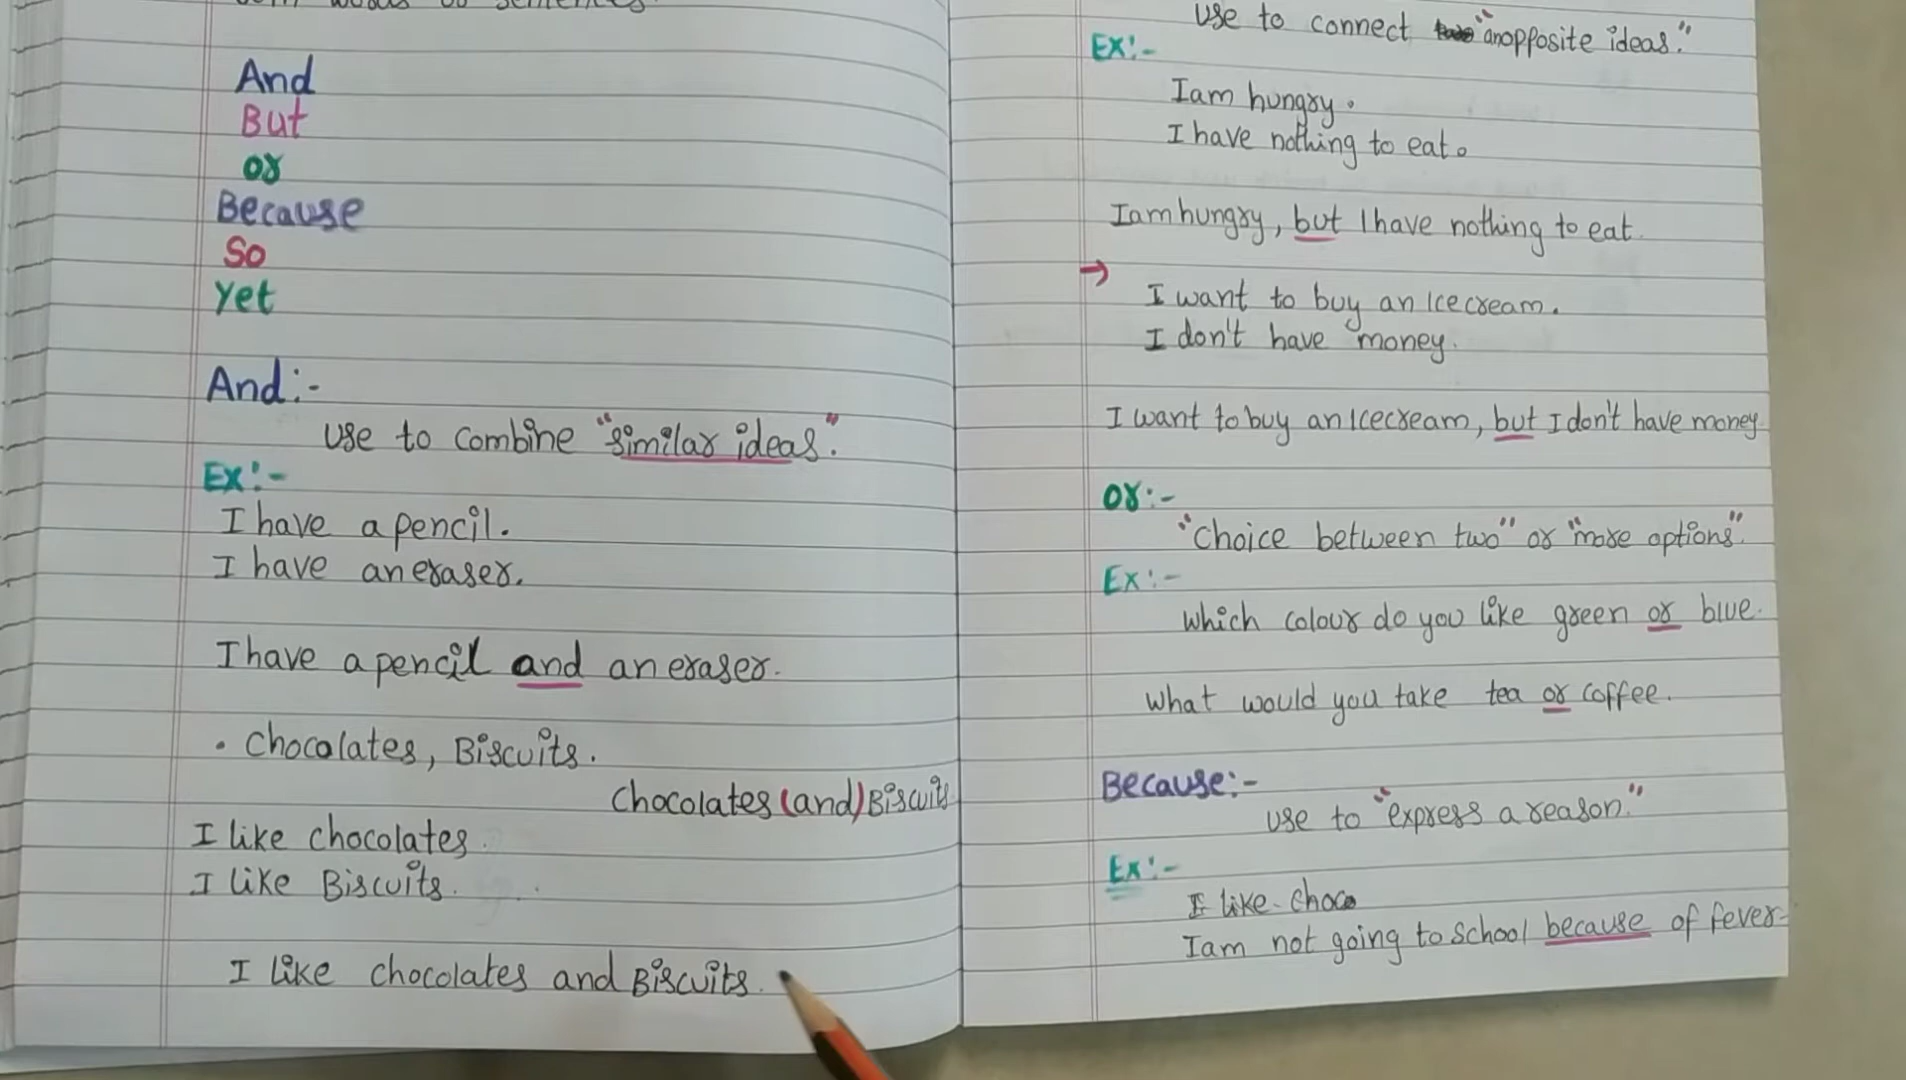 join words or sentences.
And
But
or
Because
So
Yet
And:-
use to combine "similar ideas".
Ex:-
I have a pencil.
I have an eraser.
I have a pencil and an eraser.
• Chocolates, Biscuits.
Chocolates (and) Biscuits
I like chocolates.
I like Biscuits.
I like chocolates and Biscuits.
use to connect "an opposite ideas."
Ex:-
I am hungry.
I have nothing to eat.
I am hungry, but I have nothing to eat.
→
I want to buy an Icecream.
I don't have money.
I want to buy an Icecream, but I don't have money
Or:-
"Choice between two" or "more options".
Ex:-
Which colour do you like green or blue.
What would you take tea or coffee.
Because:-
use to "express a reason."
Ex:-
I like choco
I am not going to school because of fever